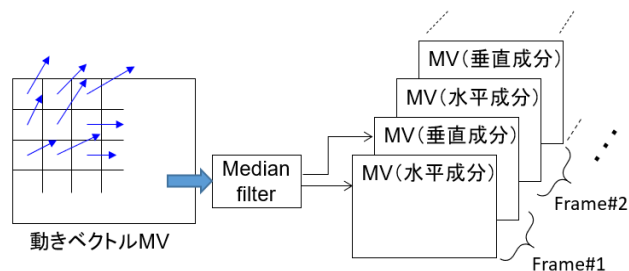 MV（垂直成分）
MV（水平成分）
MV（垂直成分）
MV（水平成分）
Median
filter
Frame#2
動きベクトルMV
Frame#1